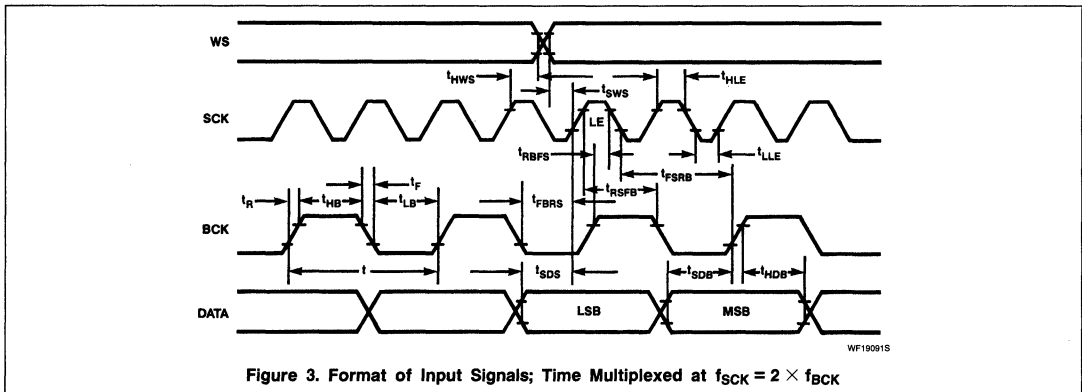 WS
tHWS
tSWS
tHLE
SCK
LE
tRBFS
tLLE
tFSRB
tRSFB
tR
tHB
tF
tLB
tFBRS
BCK
t
tSDS
tSDB
tHDB
DATA
LSB
MSB
WF19091S
Figure 3. Format of Input Signals; Time Multiplexed at fSCK = 2 × fBCK